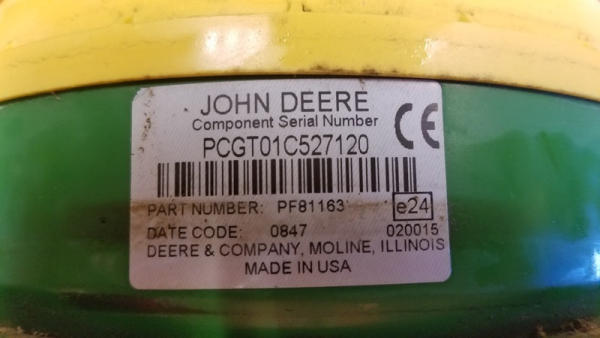 JOHN DEERE
Component Serial Number
CE
PCGT01C527120
PART NUMBER: PF81163
e24
DATE CODE: 0847
020015
DEERE & COMPANY, MOLINE, ILLINOIS
MADE IN USA